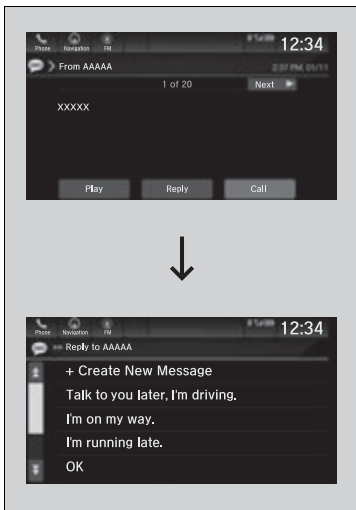 Phone Navigation FM 12:34
From AAAAA 2:37 PM, 01/11
1 of 20 Next
XXXXX
Play Reply Call
Phone Navigation FM 12:34
Reply to AAAAA
+ Create New Message
Talk to you later, I'm driving.
I'm on my way.
I'm running late.
OK